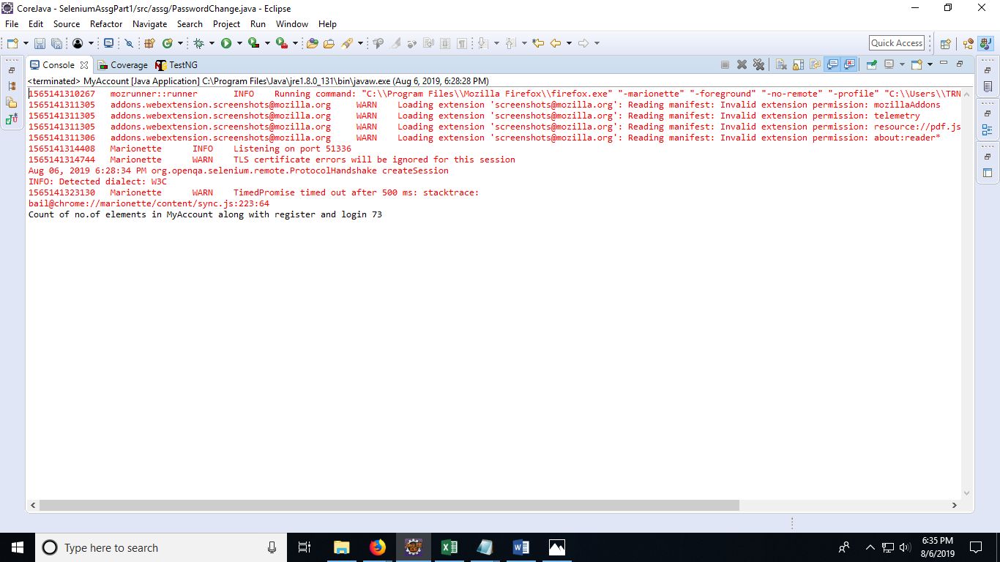 CoreJava - SeleniumAssgPart1/src/assg/PasswordChange.java - Eclipse
File Edit Source Refactor Navigate Search Project Run Window Help
Quick Access
Console Coverage TestNG
<terminated> MyAccount [Java Application] C:\Program Files\Java\jre1.8.0_131\bin\javaw.exe (Aug 6, 2019, 6:28:28 PM)
1565141310267 mozrunner::runner INFO Running command: "C:\\Program Files\\Mozilla Firefox\\firefox.exe" "-marionette" "-foreground" "-no-remote" "-profile" "C:\\Users\\TRN
1565141311305 addons.webextension.screenshots@mozilla.org WARN Loading extension 'screenshots@mozilla.org': Reading manifest: Invalid extension permission: mozillaAddons
1565141311305 addons.webextension.screenshots@mozilla.org WARN Loading extension 'screenshots@mozilla.org': Reading manifest: Invalid extension permission: telemetry
1565141311305 addons.webextension.screenshots@mozilla.org WARN Loading extension 'screenshots@mozilla.org': Reading manifest: Invalid extension permission: resource://pdf.js
1565141311306 addons.webextension.screenshots@mozilla.org WARN Loading extension 'screenshots@mozilla.org': Reading manifest: Invalid extension permission: about:reader*
1565141314408 Marionette INFO Listening on port 51336
1565141314744 Marionette WARN TLS certificate errors will be ignored for this session
Aug 06, 2019 6:28:34 PM org.openqa.selenium.remote.ProtocolHandshake createSession
INFO: Detected dialect: W3C
1565141323130 Marionette WARN TimedPromise timed out after 500 ms: stacktrace:
bail@chrome://marionette/content/sync.js:223:64
Count of no.of elements in MyAccount along with register and login 73
Type here to search
6:35 PM
8/6/2019